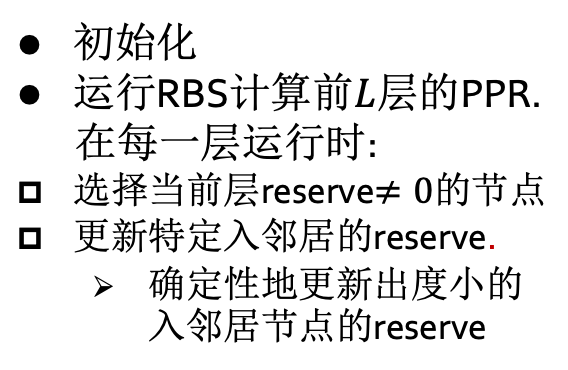 ● 初始化
● 运行RBS计算前L层的PPR.
在每一层运行时:
□ 选择当前层reserve≠ 0的节点
□ 更新特定入邻居的reserve.
➢ 确定性地更新出度小的
入邻居节点的reserve